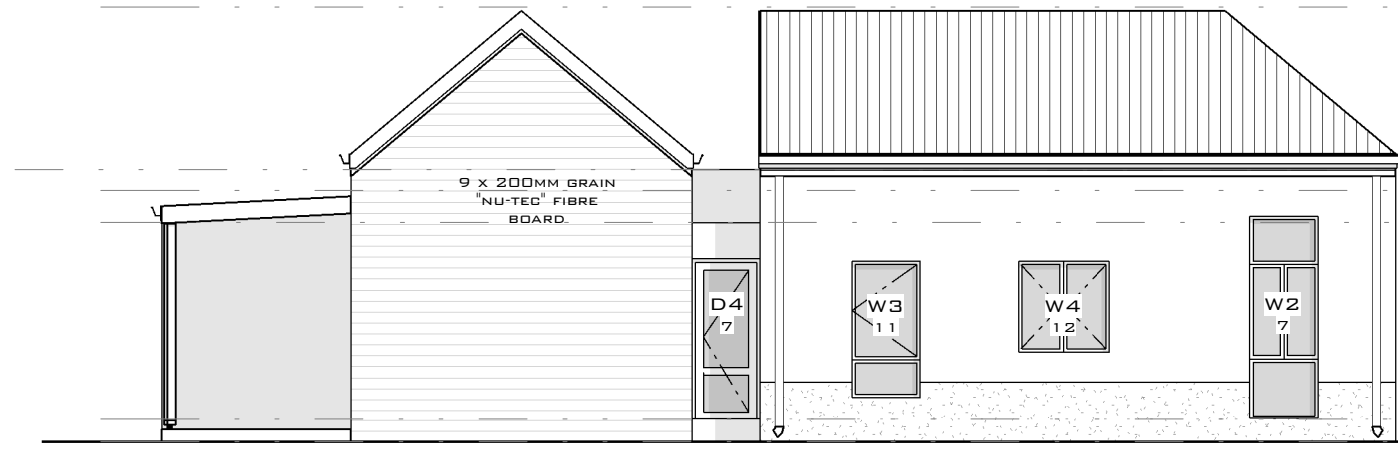 9 x 200MM GRAIN
"NU-TEC" FIBRE
BOARD
D4
7
W3
11
W4
12
W2
7